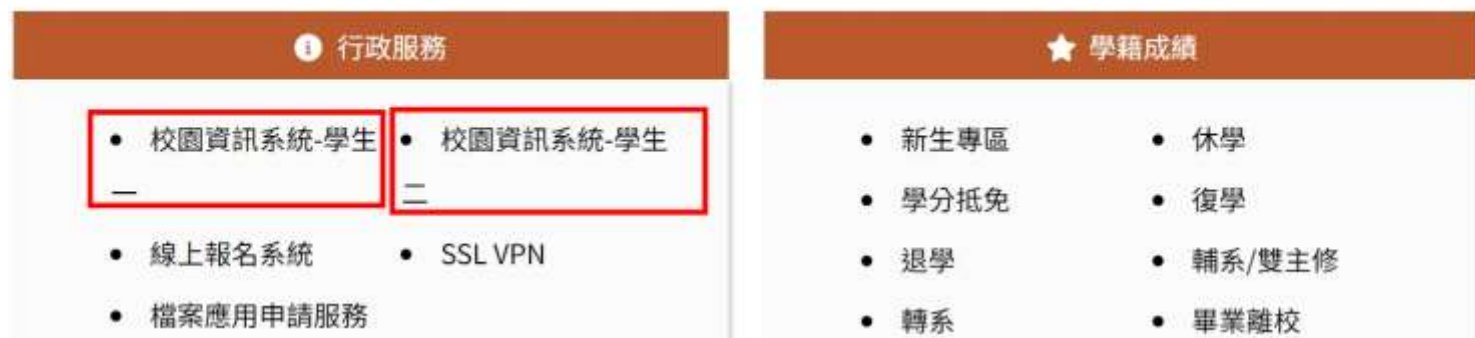 行政服務
校園資訊系統-學生
一
校園資訊系統-學生
二
線上報名系統
SSL VPN
檔案應用申請服務
學籍成績
新生專區
休學
學分抵免
復學
退學
輔系/雙主修
轉系
畢業離校